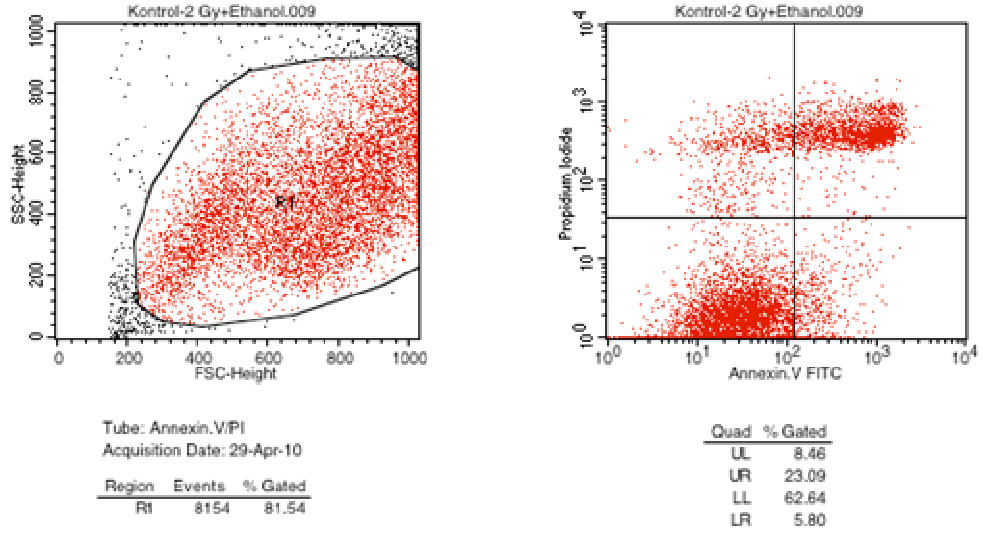 Kontrol-2 Gy+Ethanol.009
SSC-Height
1000
800
600
400
200
0
R1
0 200 400 600 800 1000
FSC-Height
Kontrol-2 Gy+Ethanol.009
Propidium Iodide
10^4
10^3
10^2
10^1
10^0
10^0 10^1 10^2 10^3 10^4
Annexin.V FITC
Tube: Annexin.V/PI
Acquisition Date: 29-Apr-10
Region Events % Gated
R1 8154 81.54
Quad % Gated
UL 8.46
UR 23.09
LL 62.64
LR 5.80